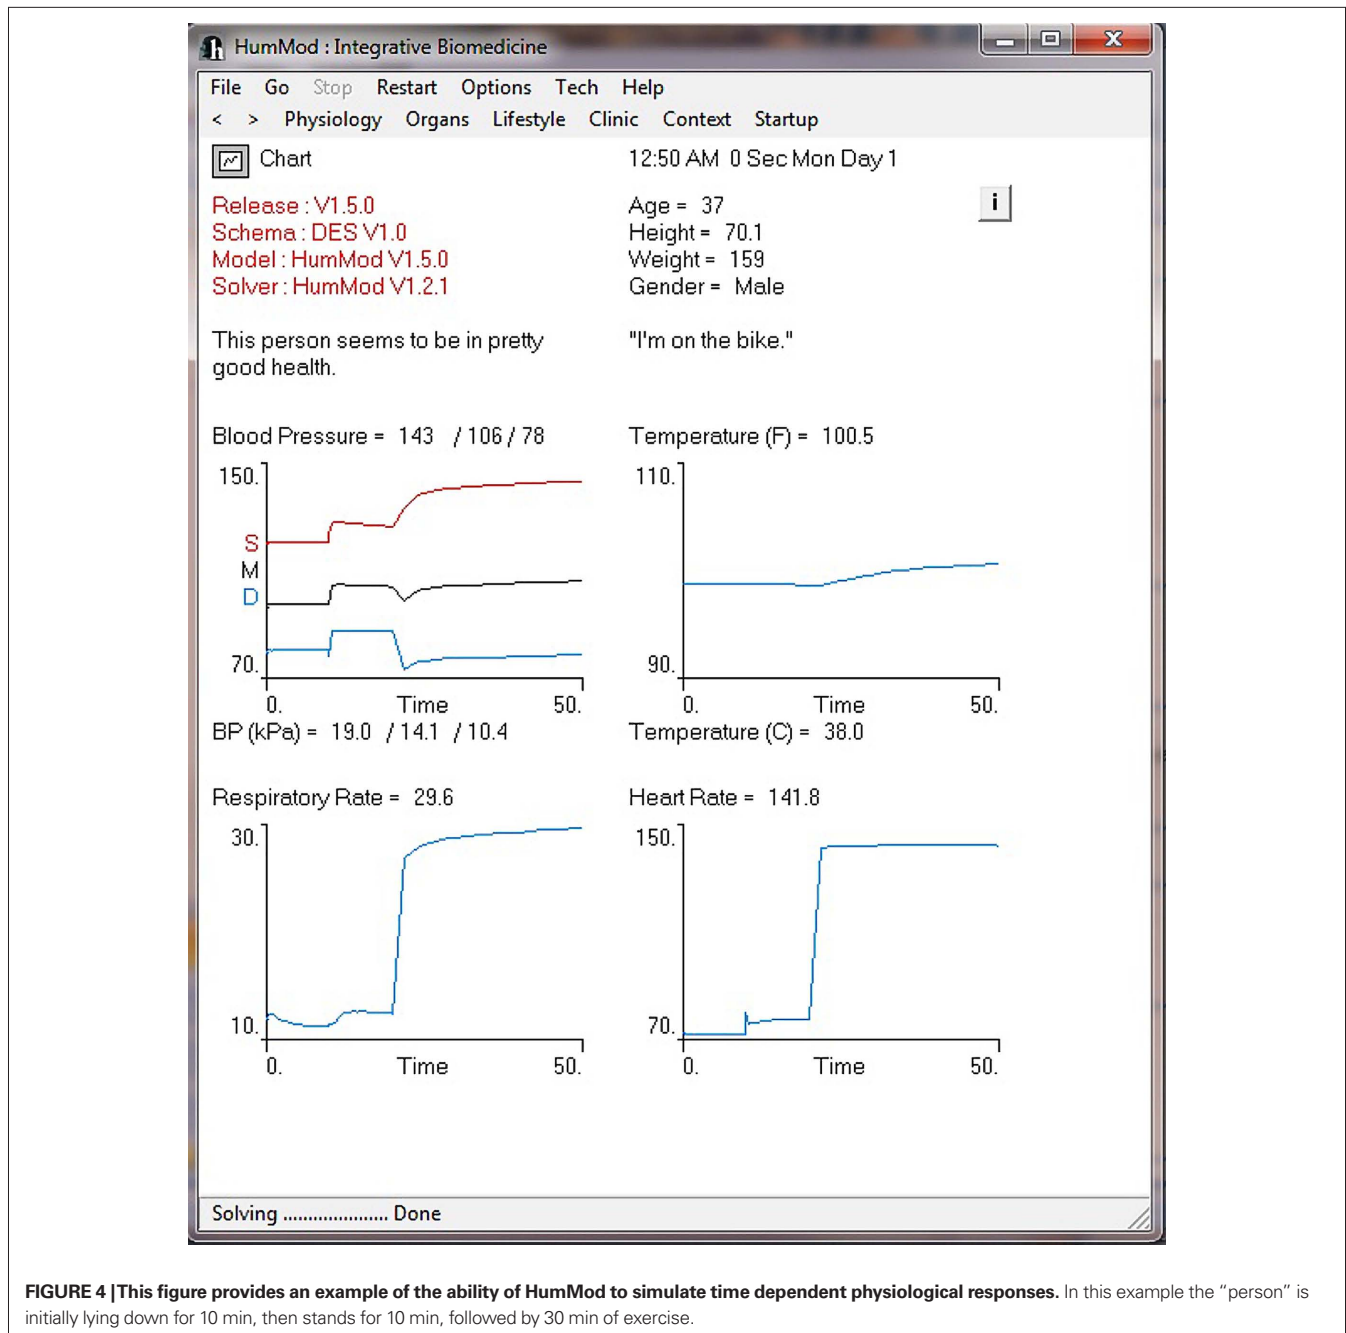 HumMod : Integrative Biomedicine
File Go Stop Restart Options Tech Help
< > Physiology Organs Lifestyle Clinic Context Startup
Chart
12:50 AM 0 Sec Mon Day 1
Release : V1.5.0
Schema : DES V1.0
Model : HumMod V1.5.0
Solver : HumMod V1.2.1
Age = 37
Height = 70.1
Weight = 159
Gender = Male
i
This person seems to be in pretty
good health.
"I'm on the bike."
Blood Pressure = 143 / 106 / 78
150.
S
M
D
70.
0. Time 50.
BP (kPa) = 19.0 / 14.1 / 10.4
Temperature (F) = 100.5
110.
90.
0. Time 50.
Temperature (C) = 38.0
Respiratory Rate = 29.6
30.
10.
0. Time 50.
Heart Rate = 141.8
150.
70.
0. Time 50.
Solving ..................... Done
FIGURE 4 | This figure provides an example of the ability of HumMod to simulate time dependent physiological responses. In this example the “person” is
initially lying down for 10 min, then stands for 10 min, followed by 30 min of exercise.